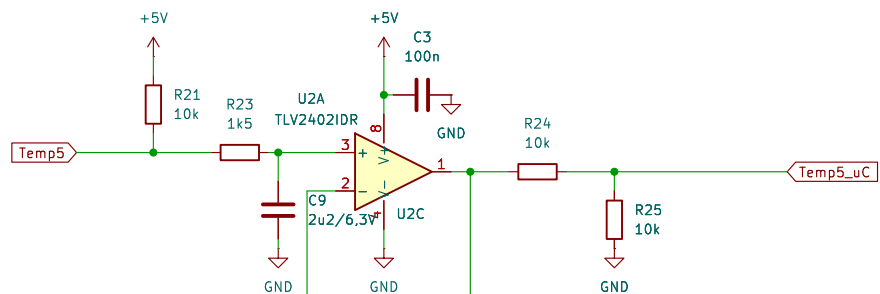 +5V
+5V
C3
100n
R21
10k
R23
1k5
U2A
TLV2402IDR
8
GND
R24
10k
Temp5
3
+
V+
1
Temp5_uC
2
-
V-
C9
2u2/6,3V
4
U2C
R25
10k
GND
GND
GND